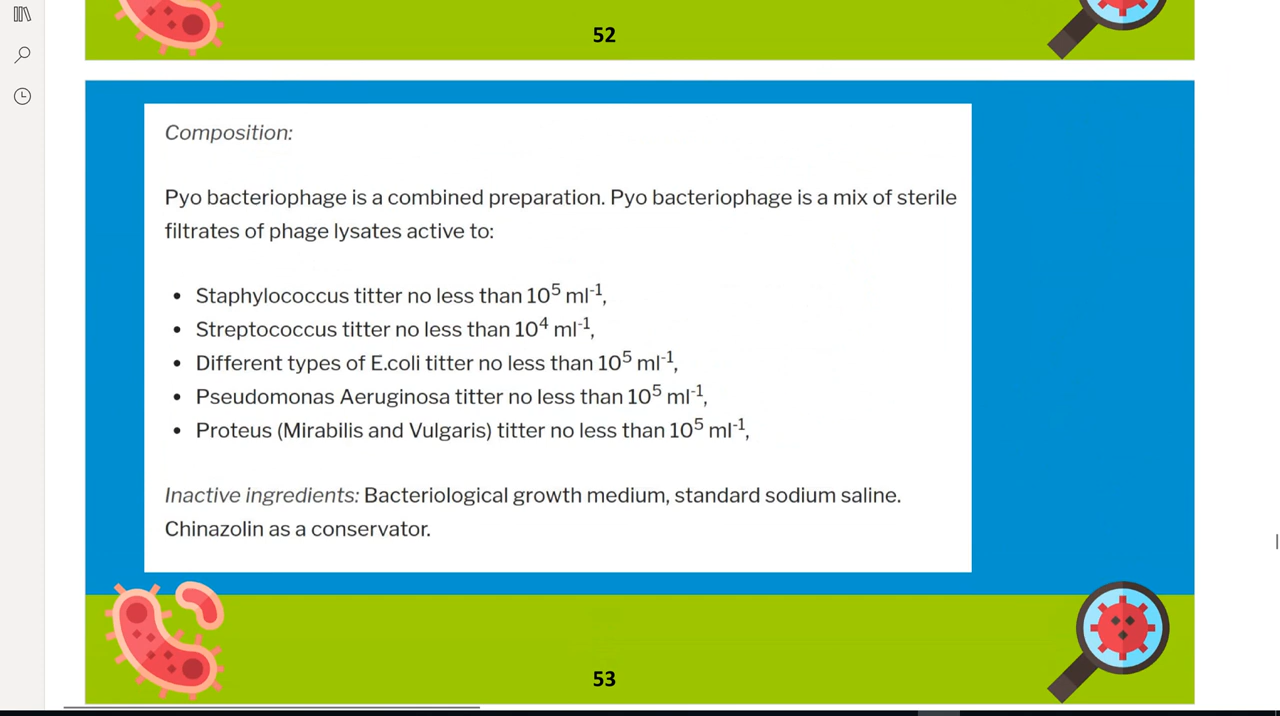 52
Composition:
Pyo bacteriophage is a combined preparation. Pyo bacteriophage is a mix of sterile
filtrates of phage lysates active to:
• Staphylococcus titter no less than 10⁵ ml⁻¹,
• Streptococcus titter no less than 10⁴ ml⁻¹,
• Different types of E.coli titter no less than 10⁵ ml⁻¹,
• Pseudomonas Aeruginosa titter no less than 10⁵ ml⁻¹,
• Proteus (Mirabilis and Vulgaris) titter no less than 10⁵ ml⁻¹,
Inactive ingredients: Bacteriological growth medium, standard sodium saline.
Chinazolin as a conservator.
53